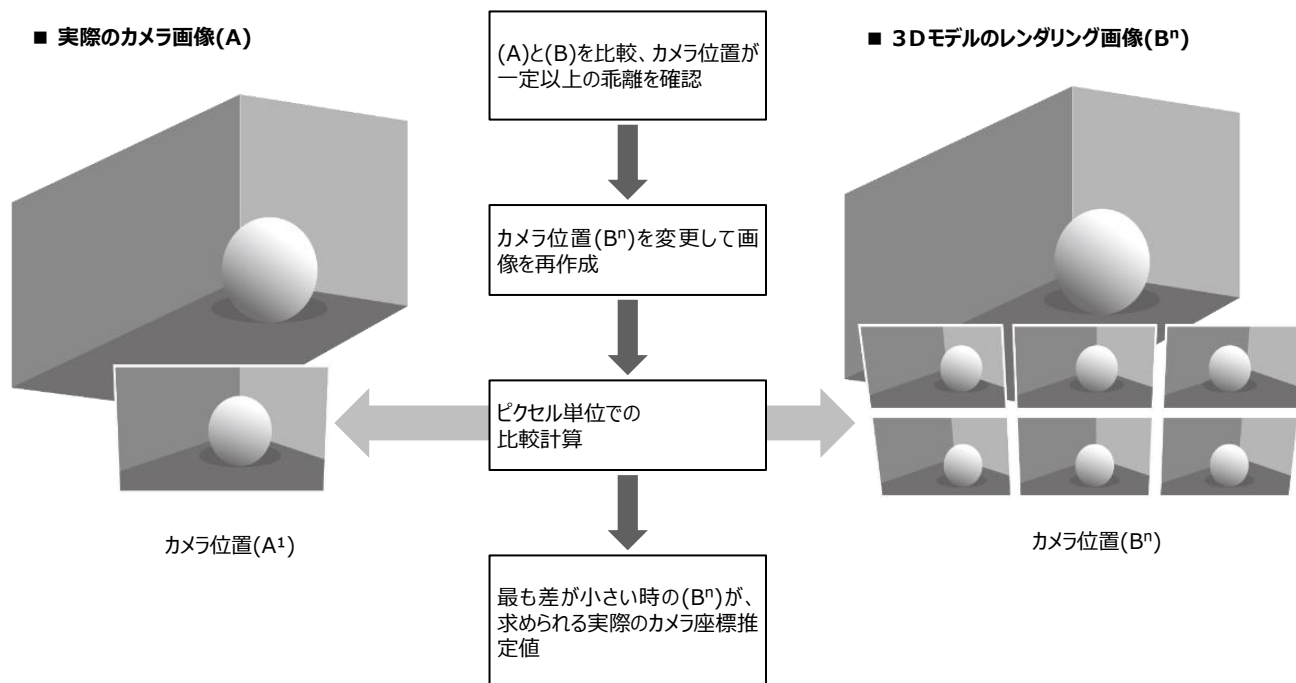 ■ 実際のカメラ画像(A)
(A)と(B)を比較、カメラ位置が
一定以上の乖離を確認
■ 3Dモデルのレンダリング画像(Bⁿ)
カメラ位置(Bⁿ)を変更して画
像を再作成
ピクセル単位での
比較計算
カメラ位置(A¹)
カメラ位置(Bⁿ)
最も差が小さい時の(Bⁿ)が、
求められる実際のカメラ座標推
定値